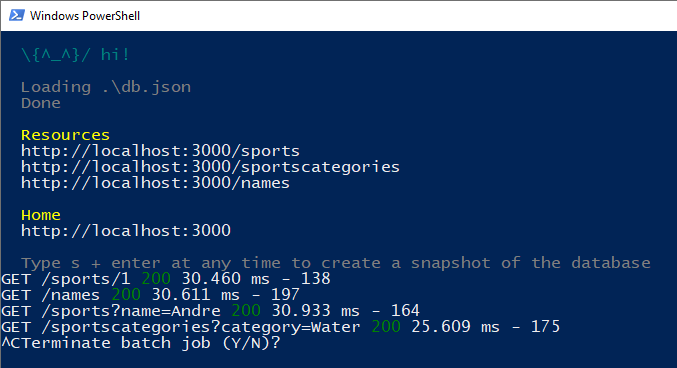 Windows PowerShell
\{^_^}/ hi!
Loading .\db.json
Done
Resources
http://localhost:3000/sports
http://localhost:3000/sportscategories
http://localhost:3000/names
Home
http://localhost:3000
Type s + enter at any time to create a snapshot of the database
GET /sports/1 200 30.460 ms - 138
GET /names 200 30.611 ms - 197
GET /sports?name=Andre 200 30.933 ms - 164
GET /sportscategories?category=Water 200 25.609 ms - 175
^CTerminate batch job (Y/N)?